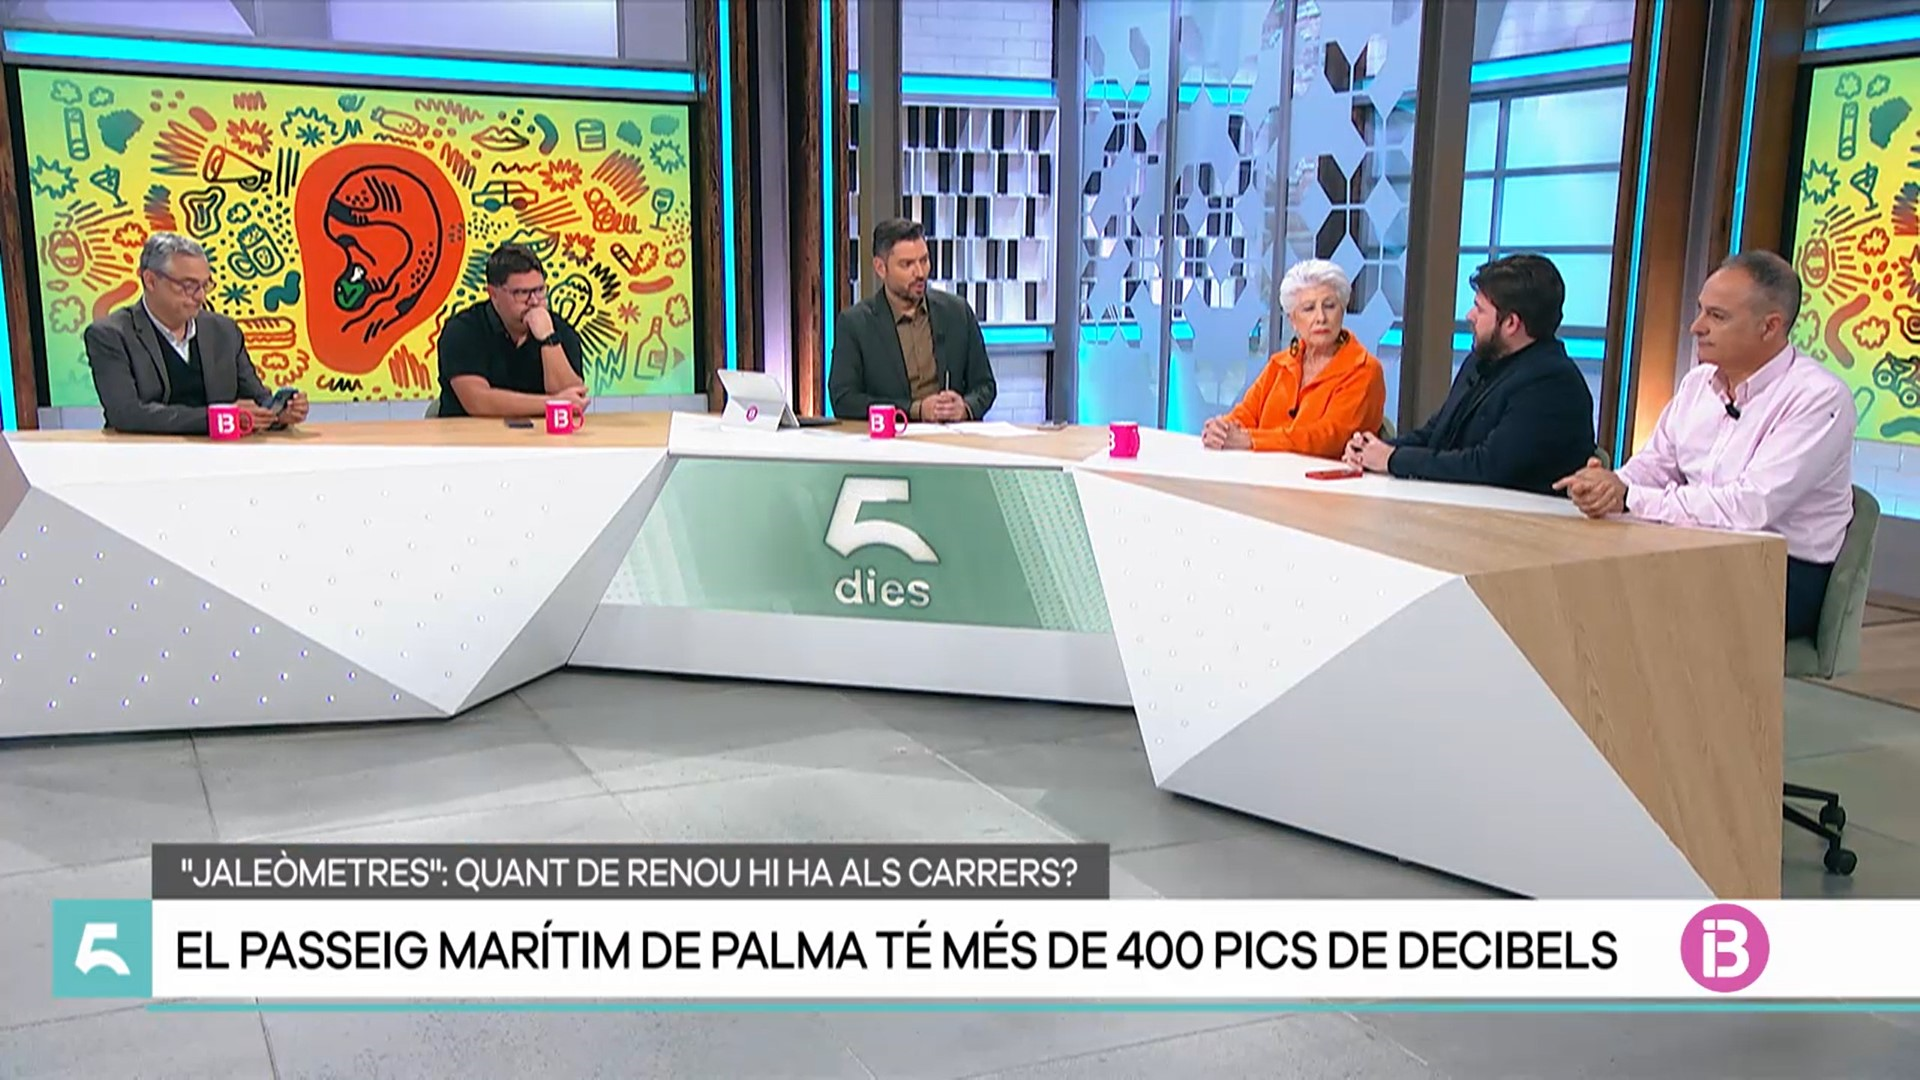 B
B
B
B
B
5
dies
"JALEÒMETRES": QUANT DE RENOU HI HA ALS CARRERS?
5
EL PASSEIG MARÍTIM DE PALMA TÉ MÉS DE 400 PICS DE DECIBELS
B